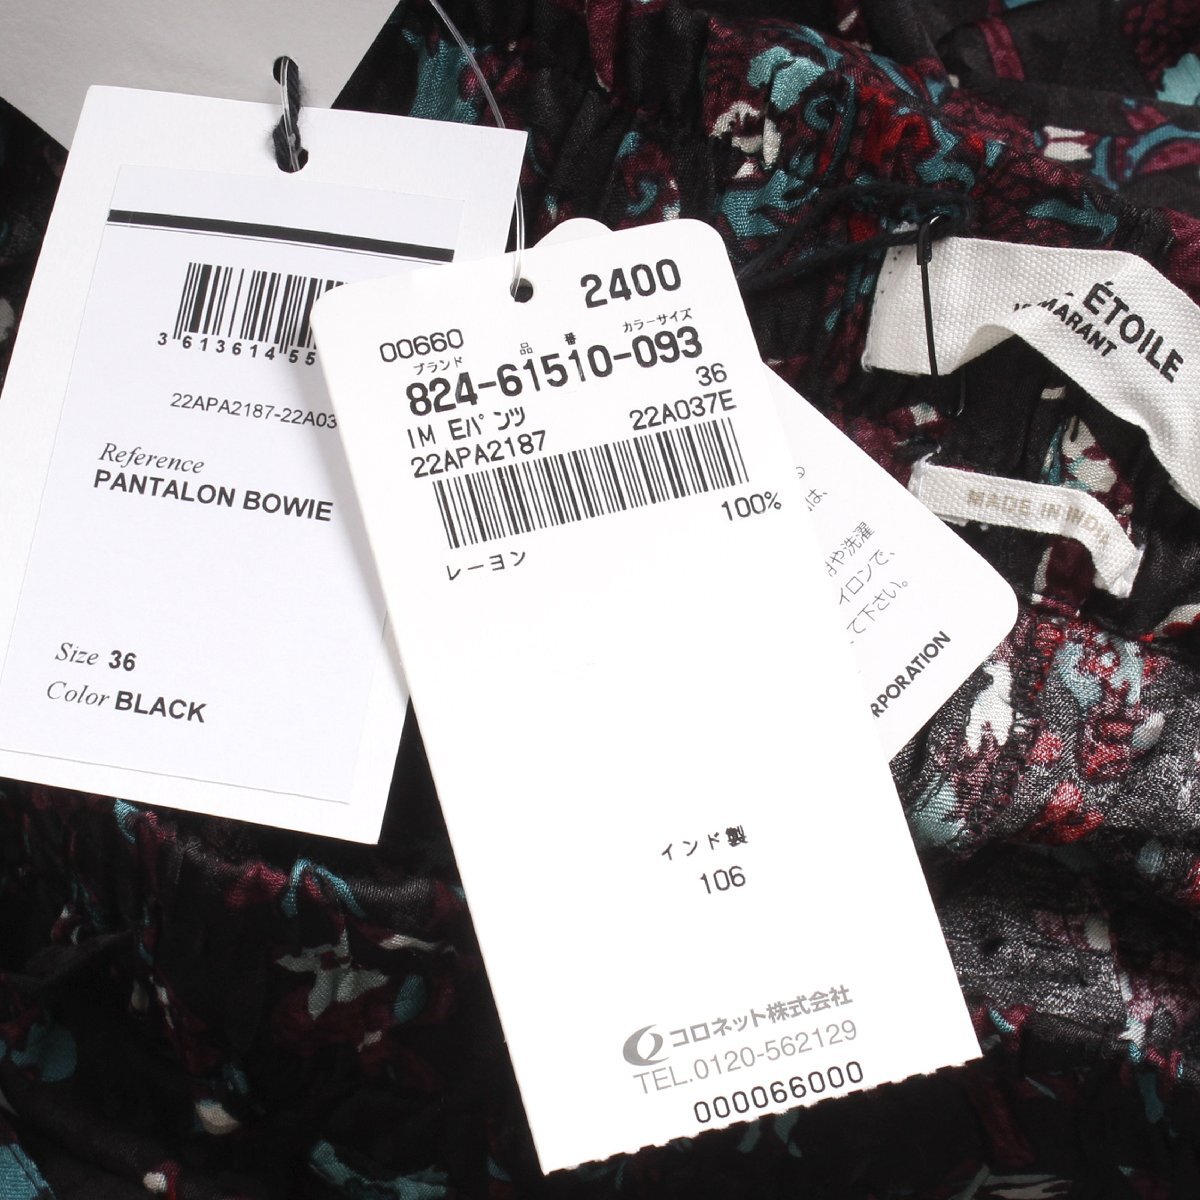 3 613614 55
22APA2187-22A03
Reference
PANTALON BOWIE
Size 36
Color BLACK
2400
00660
ブランド 品 番 カラーサイズ
824-61510-093
36
IM Eパンツ
22APA2187 22A037E
100%
レーヨン
インド製
106
コロネット株式会社
TEL.0120-562129
000066000
は、
や洗濯
イロンで、
て下さい。
RPORATION
ÉTOILE
MARANT
MADE IN INDIA